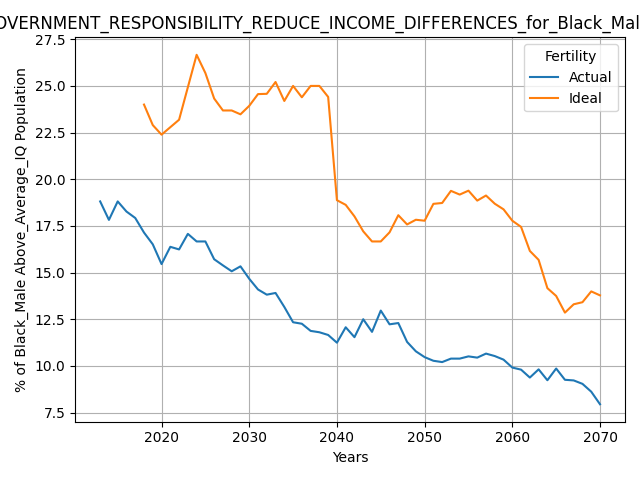 OVERNMENT_RESPONSIBILITY_REDUCE_INCOME_DIFFERENCES_for_Black_Mal
27.5
25.0
22.5
20.0
17.5
15.0
12.5
10.0
7.5
% of Black_Male Above_Average_IQ Population
Fertility
Actual
Ideal
2020 2030 2040 2050 2060 2070
Years